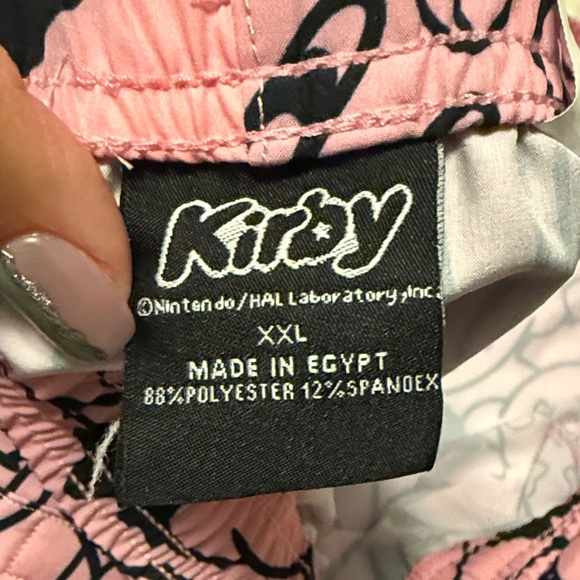 Kirby
©Nintendo/HAL Laboratory,Inc.
XXL
MADE IN EGYPT
88%POLYESTER 12%SPANDEX